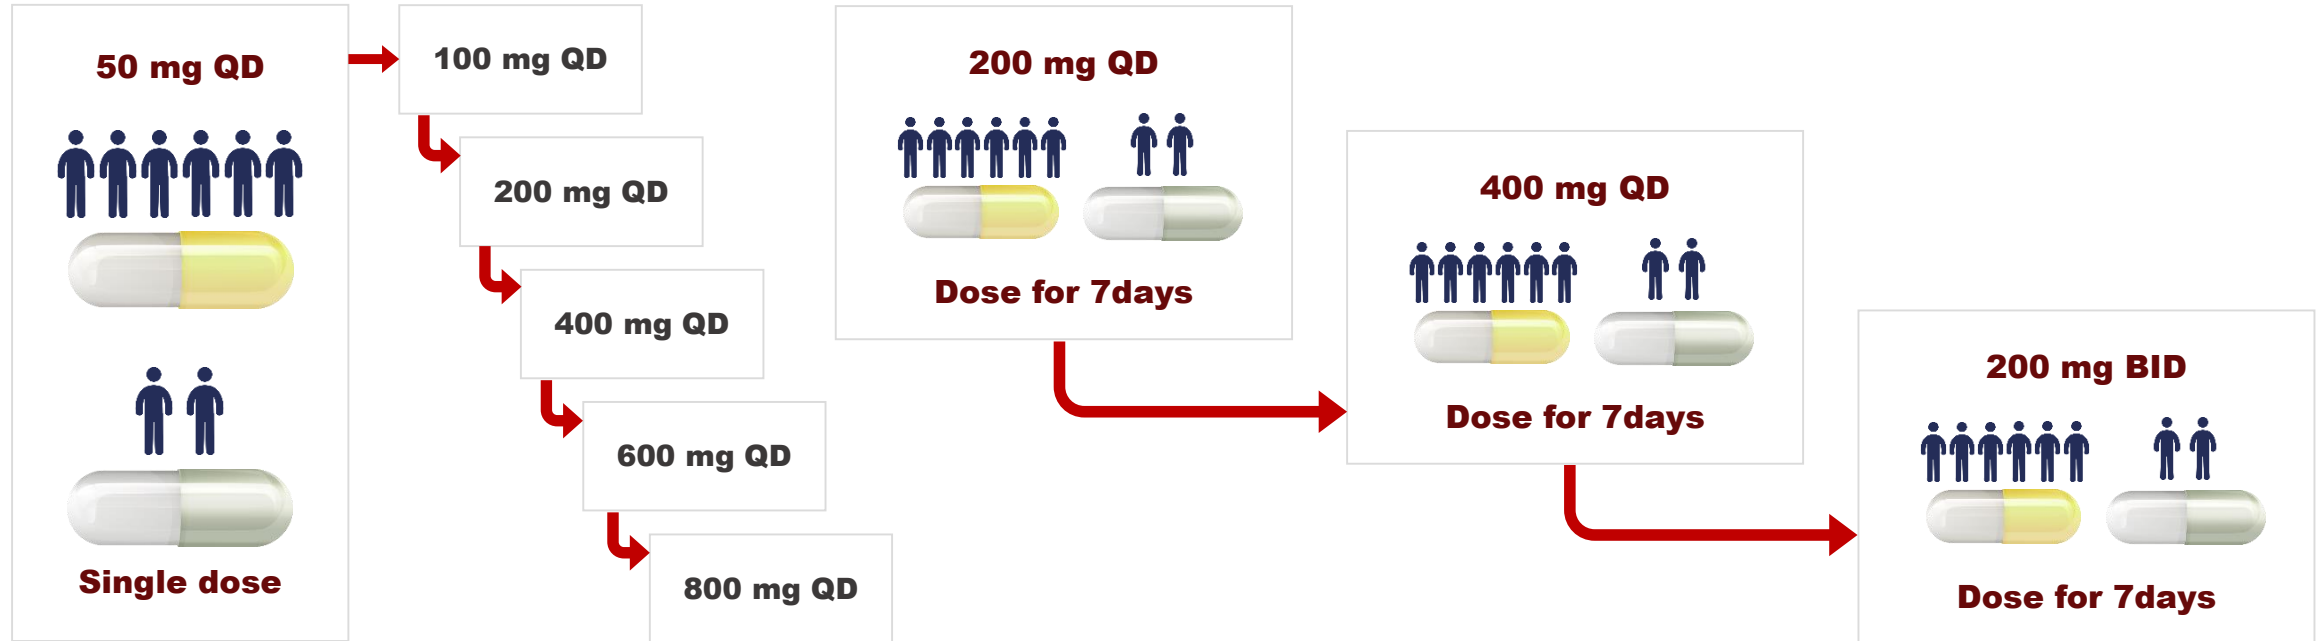 50 mg QD
Single dose
100 mg QD
200 mg QD
400 mg QD
600 mg QD
800 mg QD
200 mg QD
Dose for 7days
400 mg QD
Dose for 7days
200 mg BID
Dose for 7days